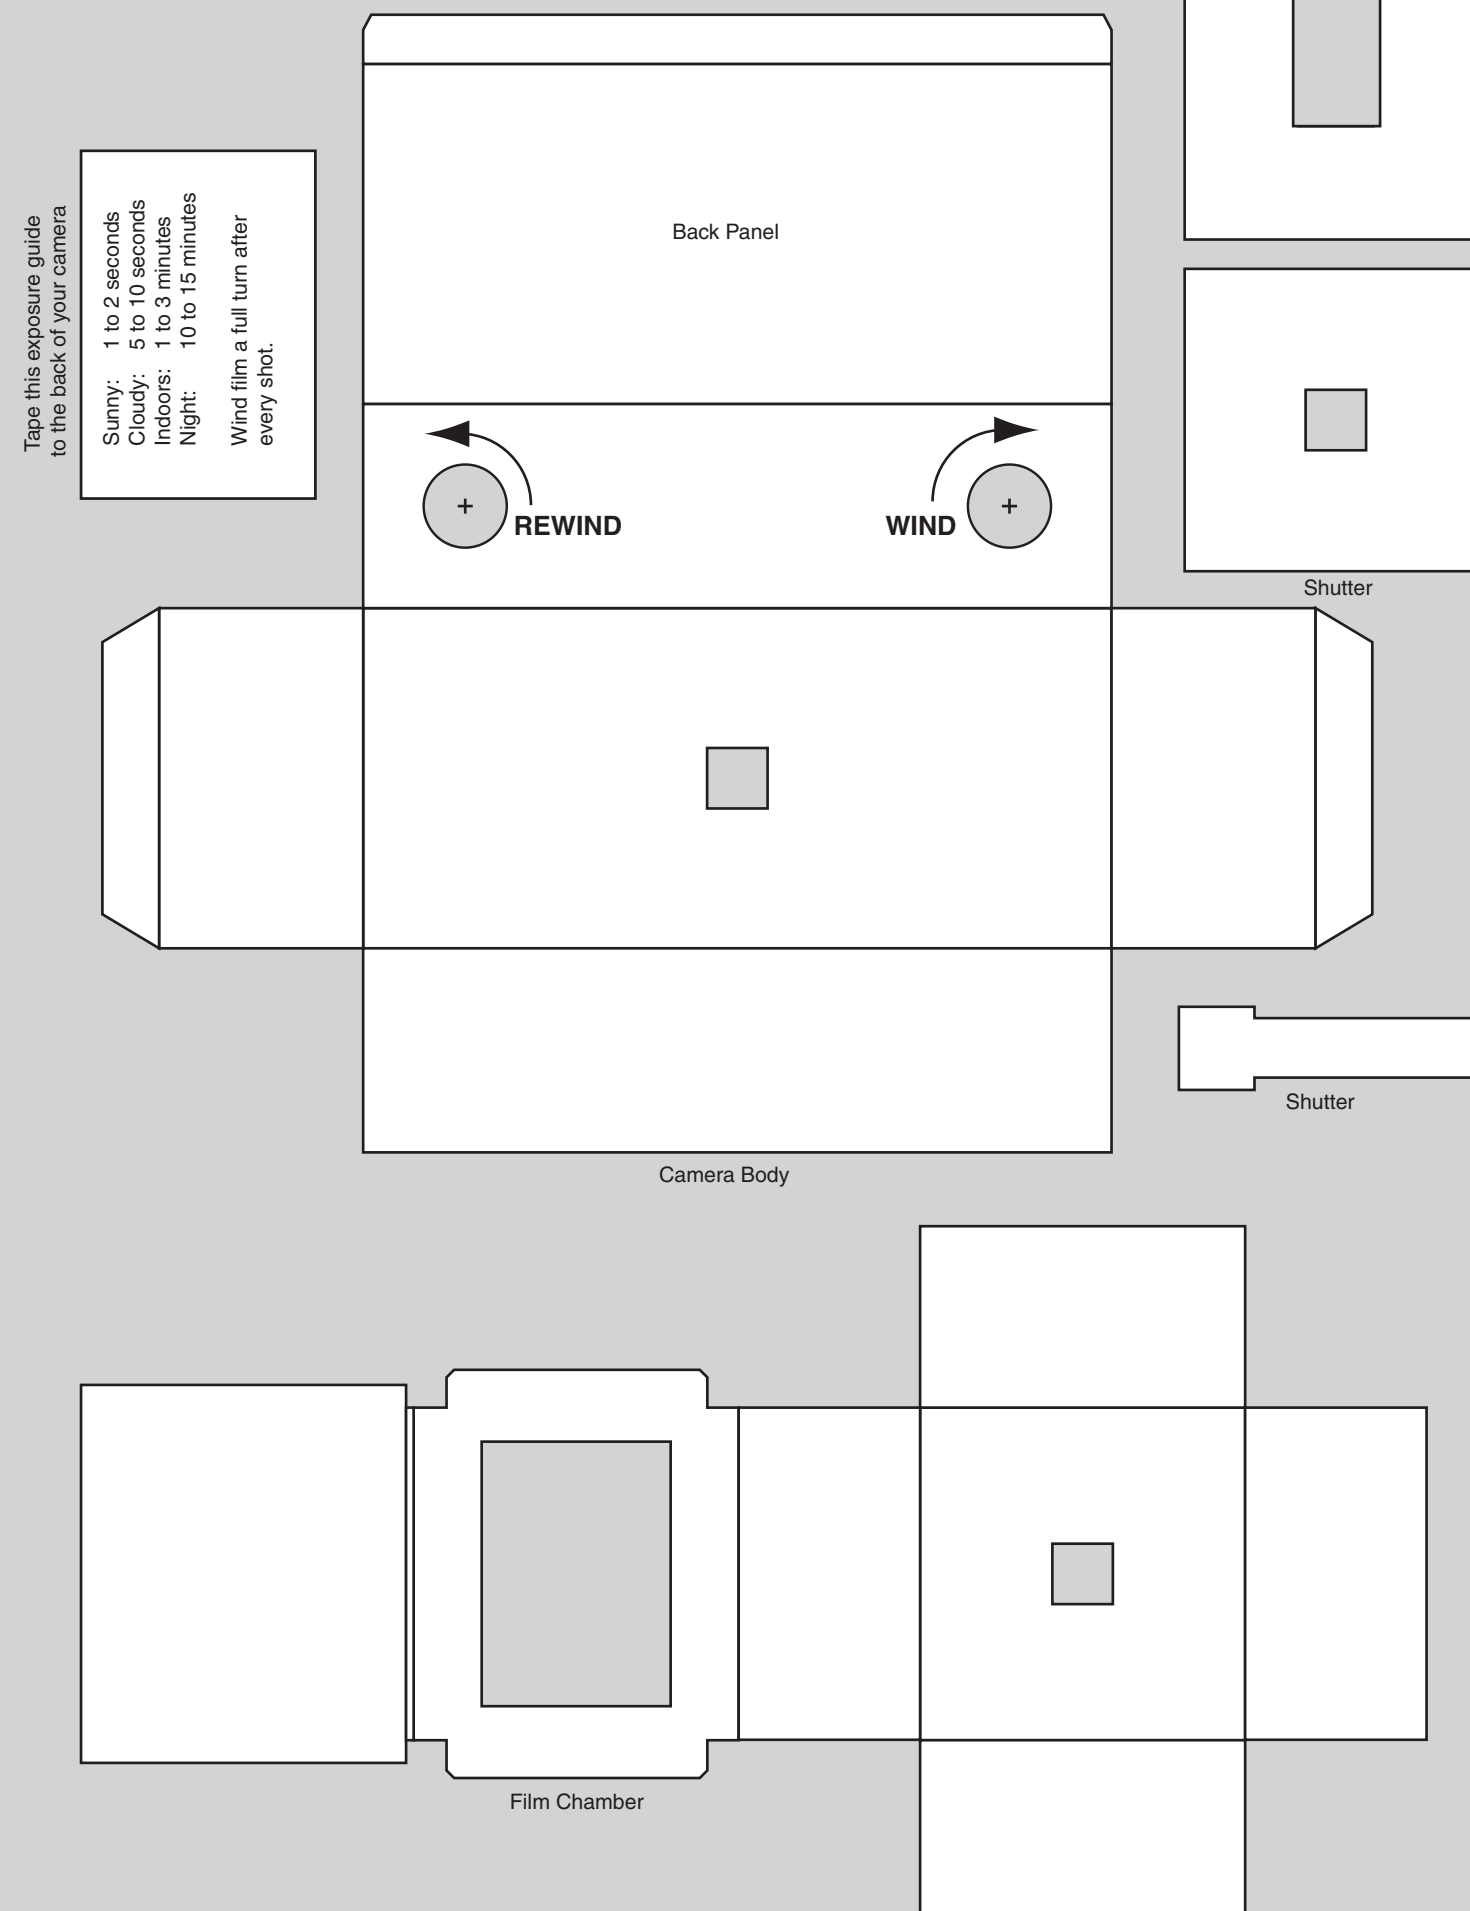 Tape this exposure guide
to the back of your camera
Sunny: 1 to 2 seconds
Cloudy: 5 to 10 seconds
Indoors: 1 to 3 minutes
Night: 10 to 15 minutes
Wind film a full turn after
every shot.
Back Panel
REWIND
WIND
Shutter
Shutter
Camera Body
Film Chamber